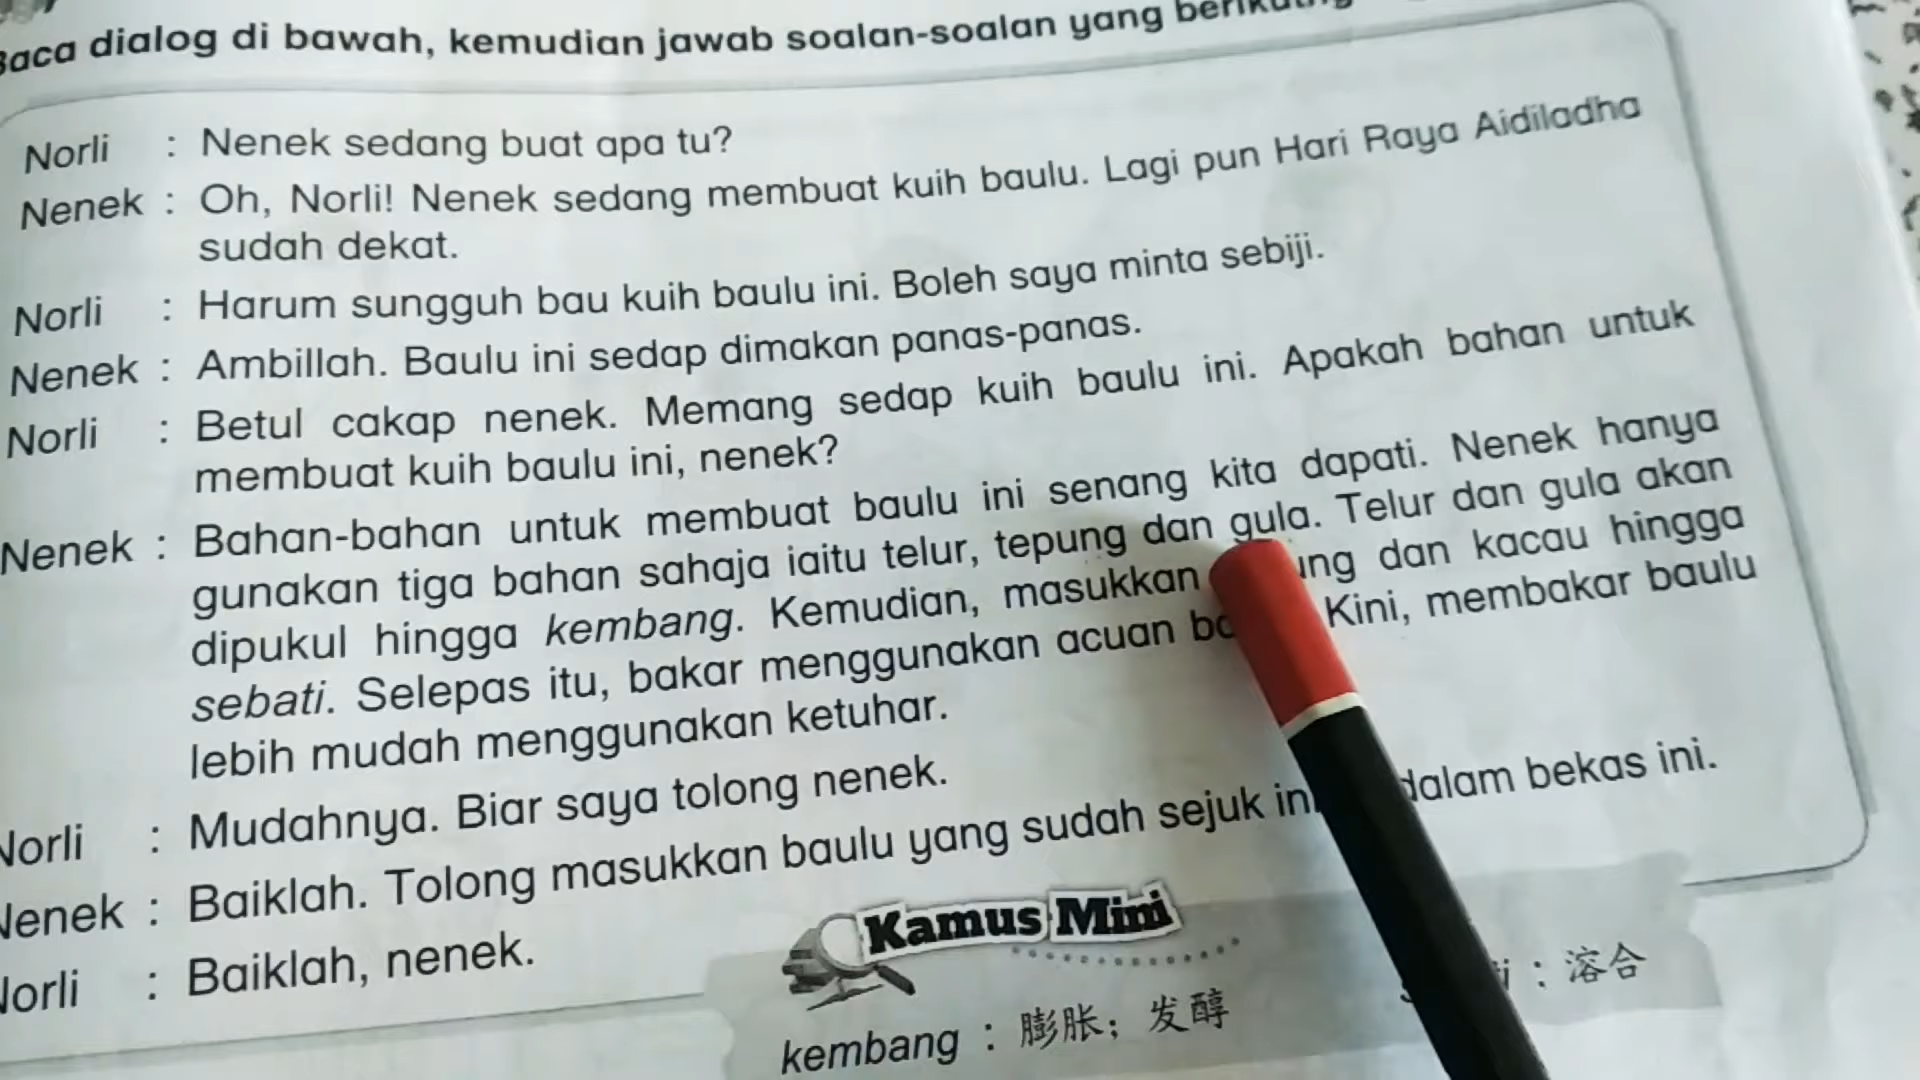 Baca dialog di bawah, kemudian jawab soalan-soalan yang
Norli : Nenek sedang buat apa tu?
Nenek : Oh, Norli! Nenek sedang membuat kuih baulu. Lagi pun Hari Raya Aidiladha
sudah dekat.
Norli : Harum sungguh bau kuih baulu ini. Boleh saya minta sebiji.
Nenek : Ambillah. Baulu ini sedap dimakan panas-panas.
Norli : Betul cakap nenek. Memang sedap kuih baulu ini. Apakah bahan untuk
membuat kuih baulu ini, nenek?
Nenek : Bahan-bahan untuk membuat baulu ini senang kita dapati. Nenek hanya
gunakan tiga bahan sahaja iaitu telur, tepung dan gula. Telur dan gula akan
dipukul hingga kembang. Kemudian, masukkan dan kacau hingga
sebati. Selepas itu, bakar menggunakan acuan Kini, membakar baulu
lebih mudah menggunakan ketuhar.
Norli : Mudahnya. Biar saya tolong nenek.
Nenek : Baiklah. Tolong masukkan baulu yang sudah sejuk dalam bekas ini.
Norli : Baiklah, nenek.
Kamus Mini
kembang : 膨胀；发酵
: 溶合